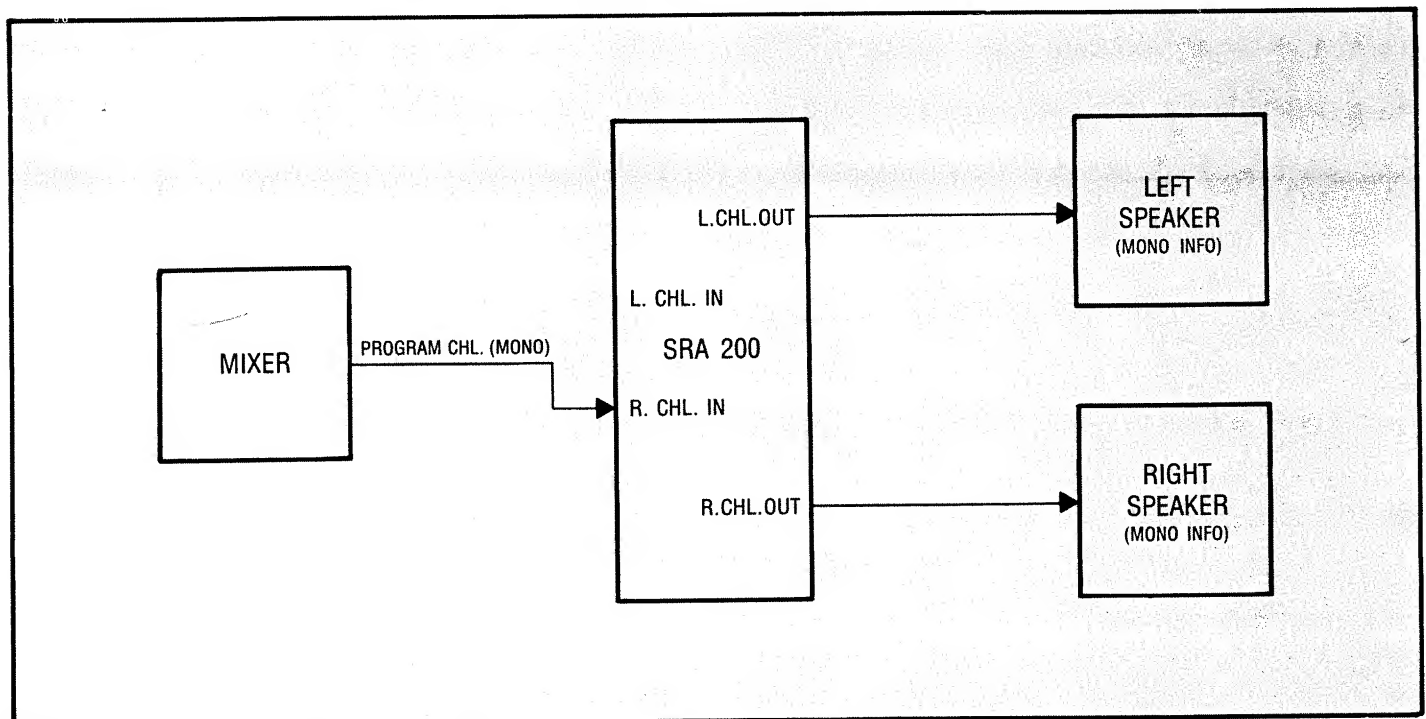 MIXER
PROGRAM CHL. (MONO)
L.CHL.OUT
L. CHL. IN
SRA 200
R. CHL. IN
R.CHL.OUT
LEFT
SPEAKER
(MONO INFO)
RIGHT
SPEAKER
(MONO INFO)